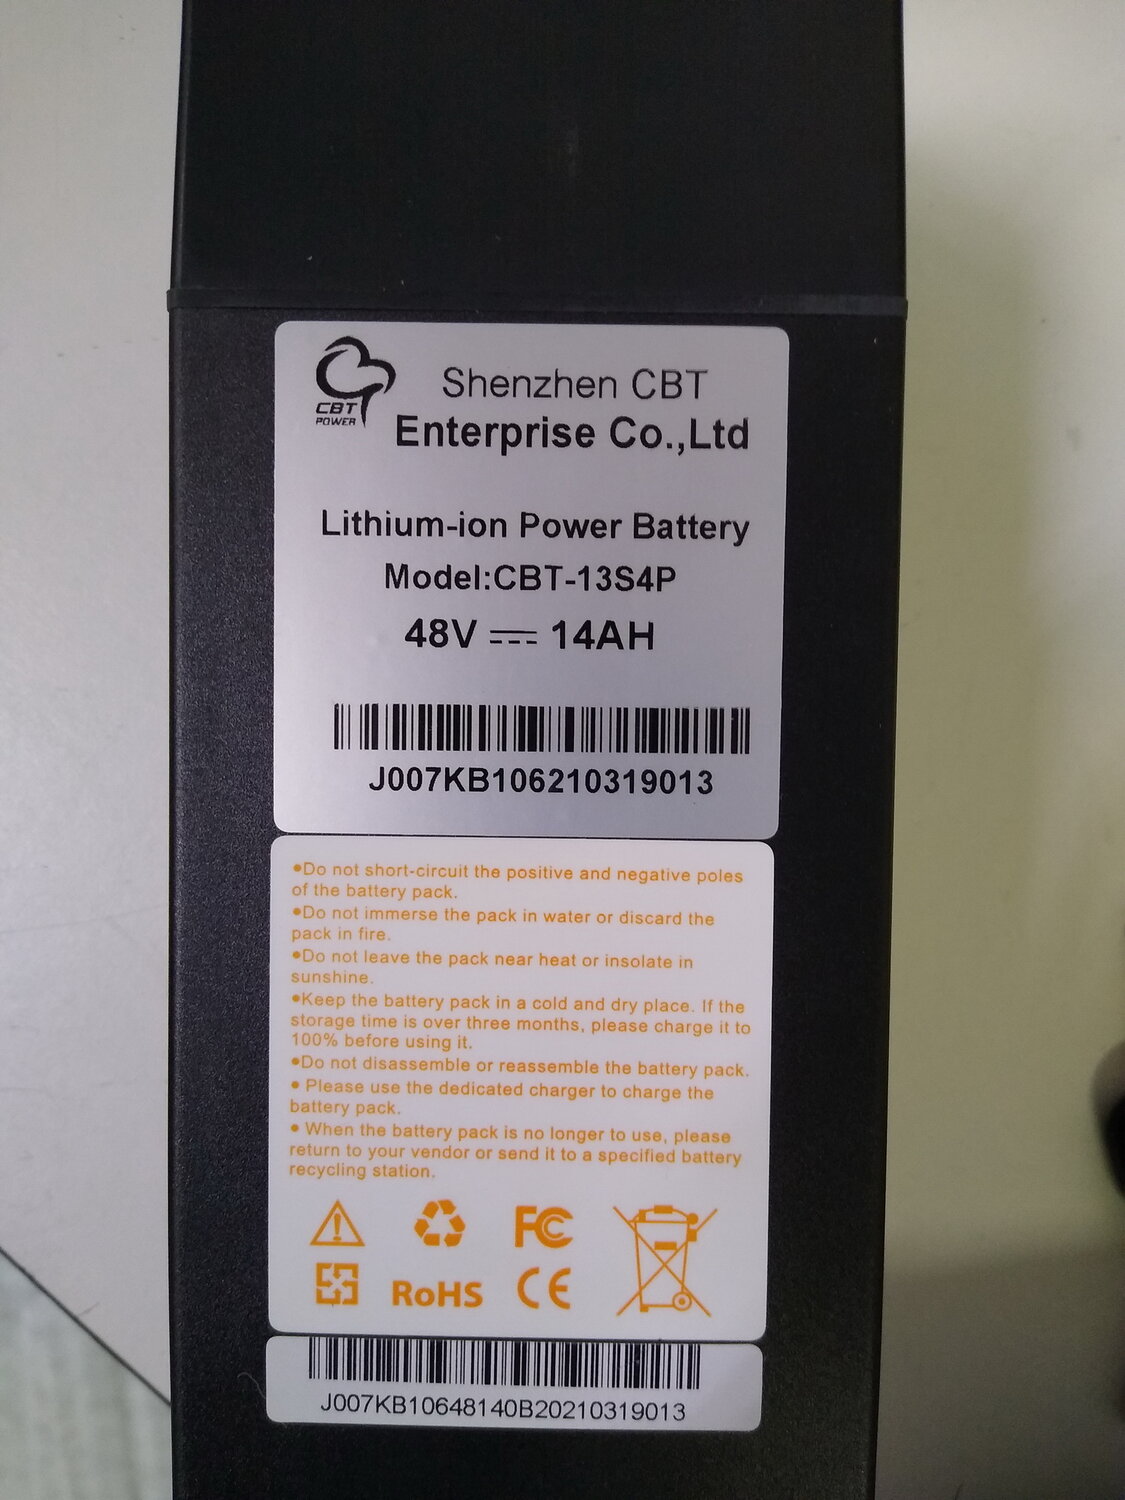 CBT
POWER
Shenzhen CBT
Enterprise Co.,Ltd
Lithium-ion Power Battery
Model:CBT-13S4P
48V ⎓ 14AH
J007KB106210319013
•Do not short-circuit the positive and negative poles
of the battery pack.
•Do not immerse the pack in water or discard the
pack in fire.
•Do not leave the pack near heat or insolate in
sunshine.
•Keep the battery pack in a cold and dry place. If the
storage time is over three months, please charge it to
100% before using it.
•Do not disassemble or reassemble the battery pack.
• Please use the dedicated charger to charge the
battery pack.
• When the battery pack is no longer to use, please
return to your vendor or send it to a specified battery
recycling station.
FC
RoHS CE
J007KB10648140B20210319013